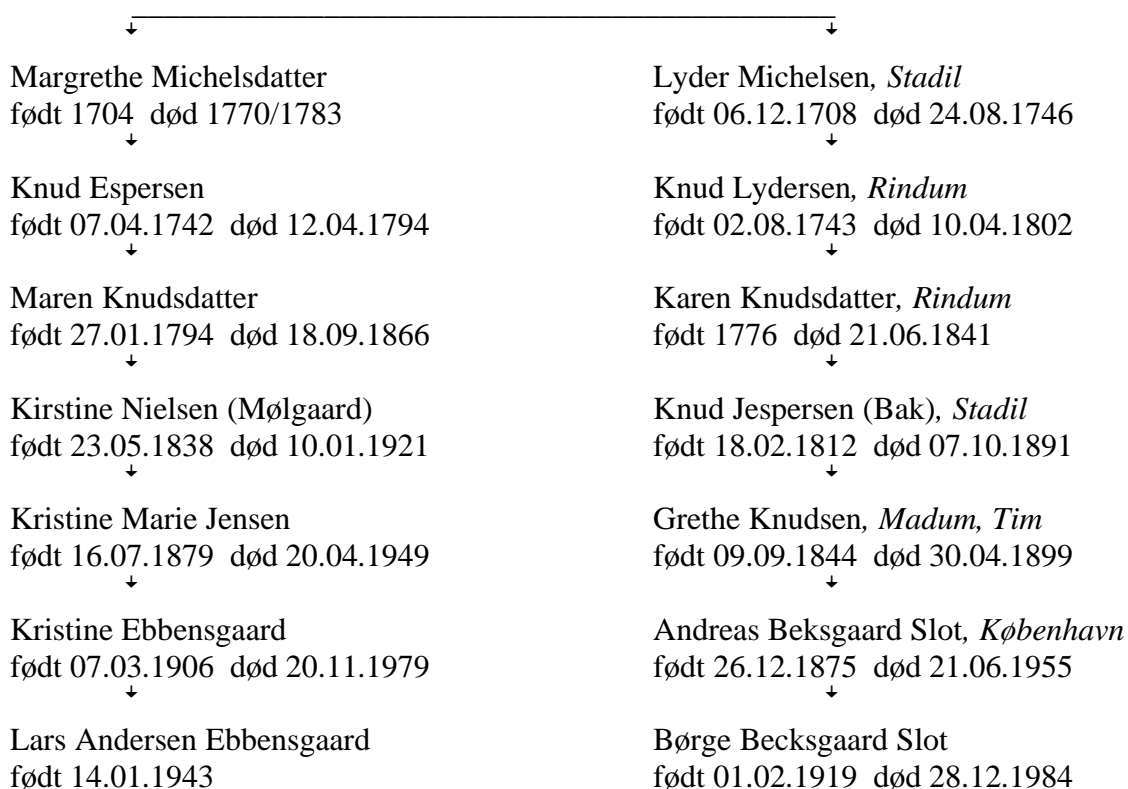 Margrethe Michelsdatter
født 1704  død 1770/1783
Knud Espersen
født 07.04.1742  død 12.04.1794
Maren Knudsdatter
født 27.01.1794  død 18.09.1866
Kirstine Nielsen (Mølgaard)
født 23.05.1838  død 10.01.1921
Kristine Marie Jensen
født 16.07.1879  død 20.04.1949
Kristine Ebbensgaard
født 07.03.1906  død 20.11.1979
Lars Andersen Ebbensgaard
født 14.01.1943
Lyder Michelsen, Stadil
født 06.12.1708  død 24.08.1746
Knud Lydersen, Rindum
født 02.08.1743  død 10.04.1802
Karen Knudsdatter, Rindum
født 1776  død 21.06.1841
Knud Jespersen (Bak), Stadil
født 18.02.1812  død 07.10.1891
Grethe Knudsen, Madum, Tim
født 09.09.1844  død 30.04.1899
Andreas Beksgaard Slot, København
født 26.12.1875  død 21.06.1955
Børge Becksgaard Slot
født 01.02.1919  død 28.12.1984